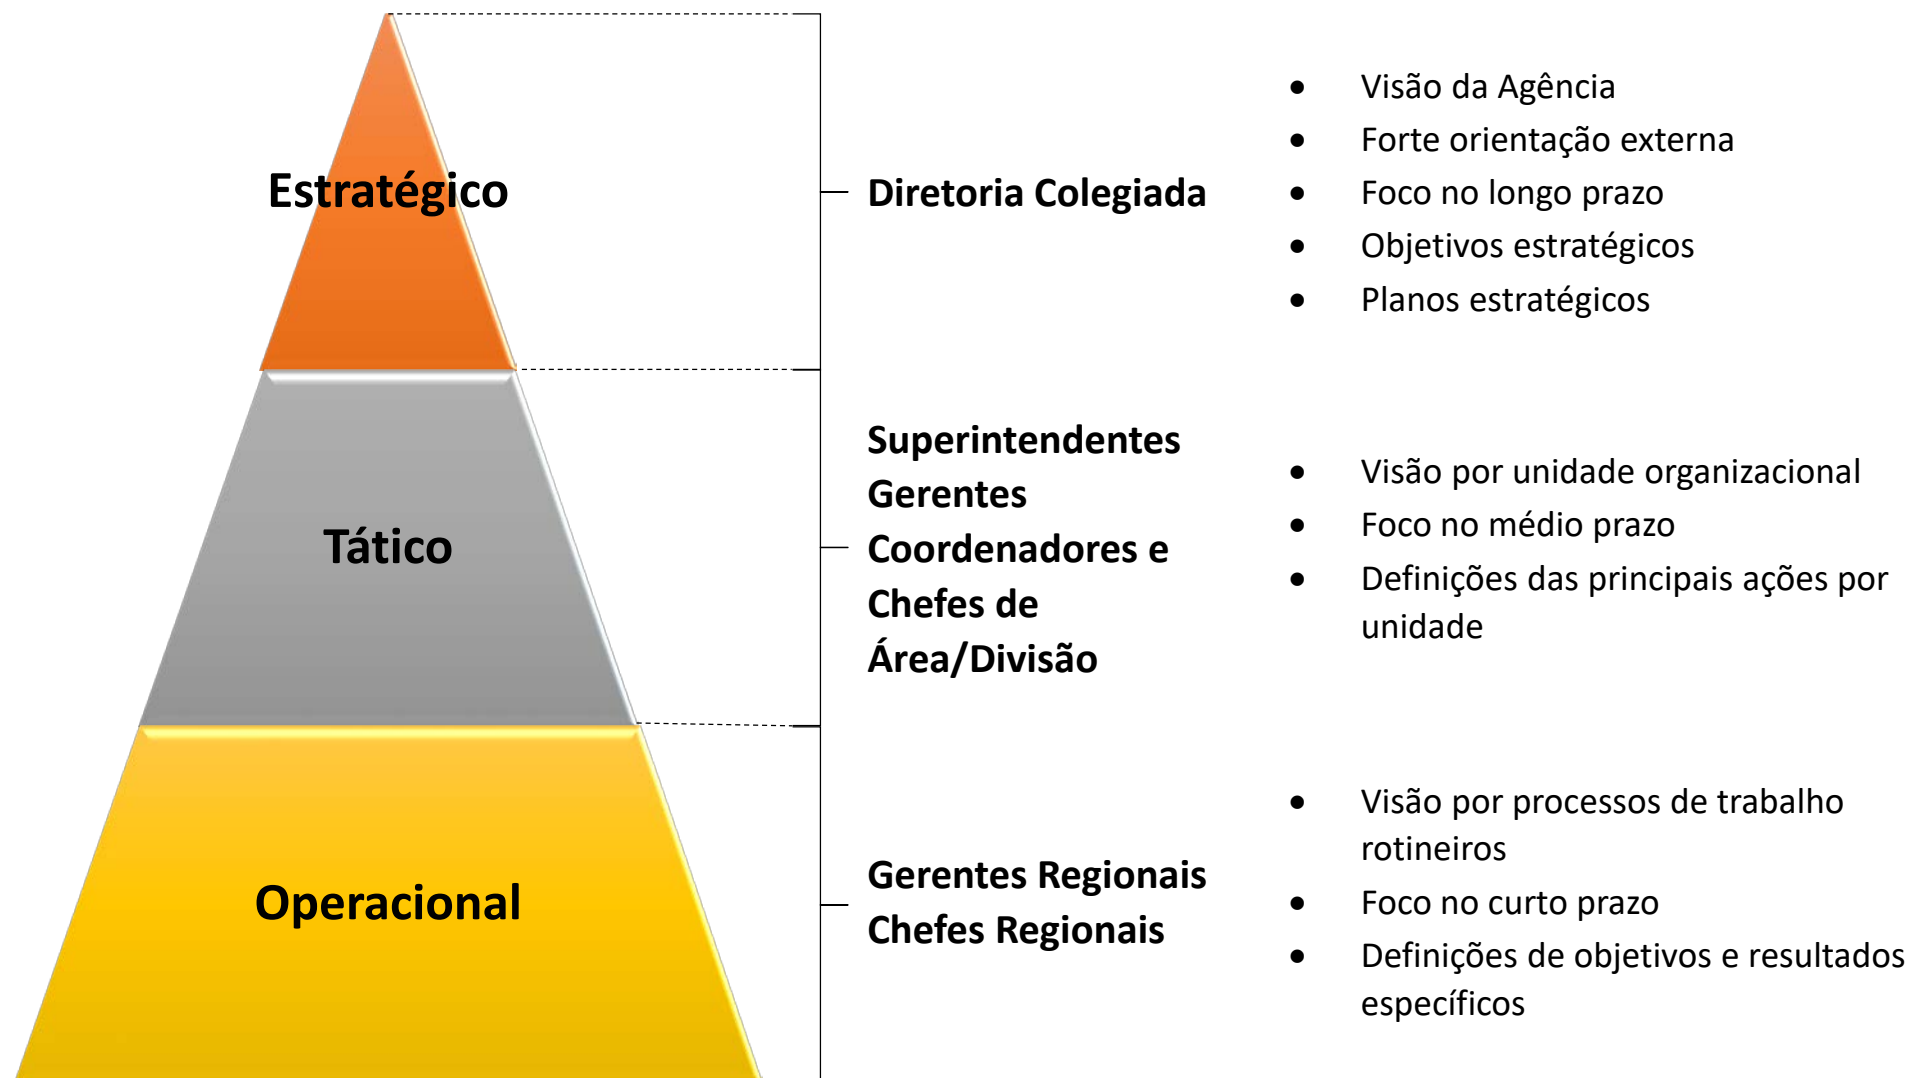 Estratégico
Diretoria Colegiada
• Visão da Agência
• Forte orientação externa
• Foco no longo prazo
• Objetivos estratégicos
• Planos estratégicos
Tático
Superintendentes
Gerentes
Coordenadores e
Chefes de
Área/Divisão
• Visão por unidade organizacional
• Foco no médio prazo
• Definições das principais ações por
unidade
Operacional
Gerentes Regionais
Chefes Regionais
• Visão por processos de trabalho
rotineiros
• Foco no curto prazo
• Definições de objetivos e resultados
específicos